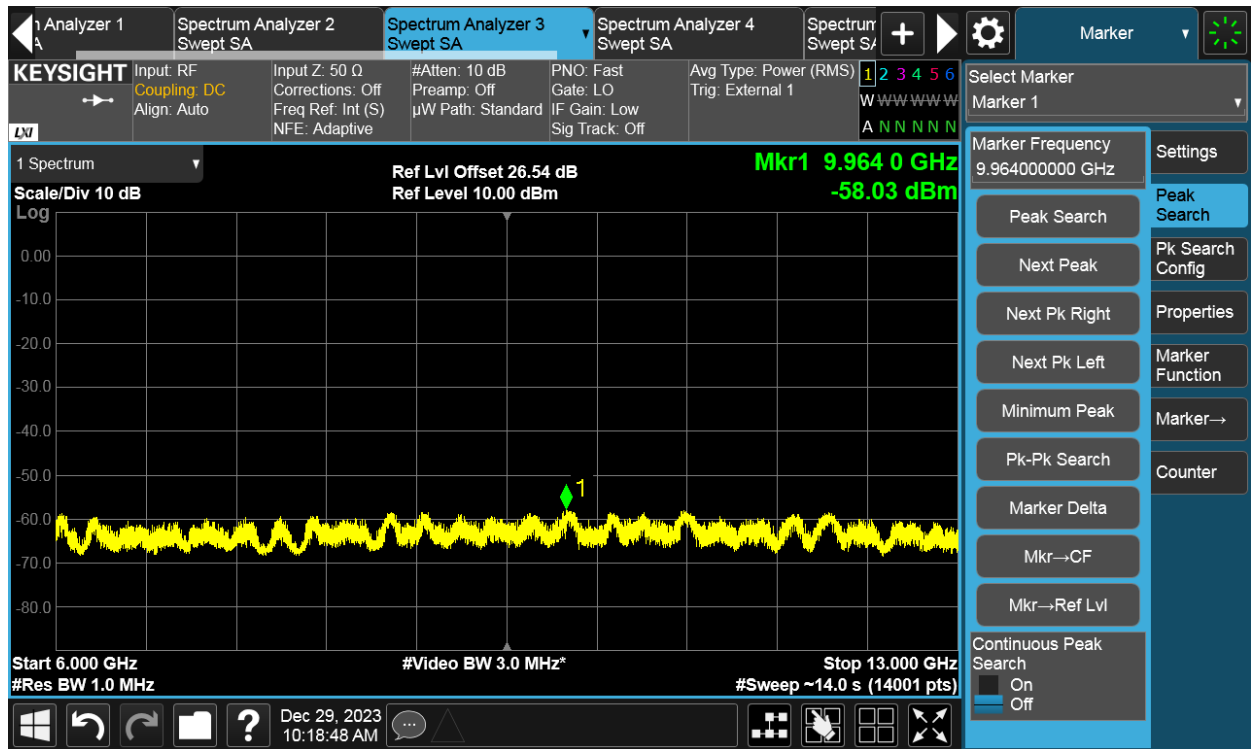 n Analyzer 1
A
Spectrum Analyzer 2
Swept SA
Spectrum Analyzer 3
Swept SA
Spectrum Analyzer 4
Swept SA
Spectrum
Swept SA
+
Marker
KEYSIGHT
LXI
Input: RF
Coupling: DC
Align: Auto
Input Z: 50 Ω
Corrections: Off
Freq Ref: Int (S)
NFE: Adaptive
#Atten: 10 dB
Preamp: Off
µW Path: Standard
PNO: Fast
Gate: LO
IF Gain: Low
Sig Track: Off
Avg Type: Power (RMS)
Trig: External 1
1 2 3 4 5 6
W W W W W W
A N N N N N
Select Marker
Marker 1
1 Spectrum
Scale/Div 10 dB
Ref Lvl Offset 26.54 dB
Ref Level 10.00 dBm
Mkr1 9.964 0 GHz
-58.03 dBm
Log
0.00
-10.0
-20.0
-30.0
-40.0
-50.0
-60.0
-70.0
-80.0
1
Start 6.000 GHz
#Res BW 1.0 MHz
#Video BW 3.0 MHz*
Stop 13.000 GHz
#Sweep ~14.0 s (14001 pts)
Marker Frequency
9.964000000 GHz
Peak Search
Next Peak
Next Pk Right
Next Pk Left
Minimum Peak
Pk-Pk Search
Marker Delta
Mkr→CF
Mkr→Ref Lvl
Continuous Peak
Search
On
Off
Settings
Peak
Search
Pk Search
Config
Properties
Marker
Function
Marker→
Counter
?
Dec 29, 2023
10:18:48 AM